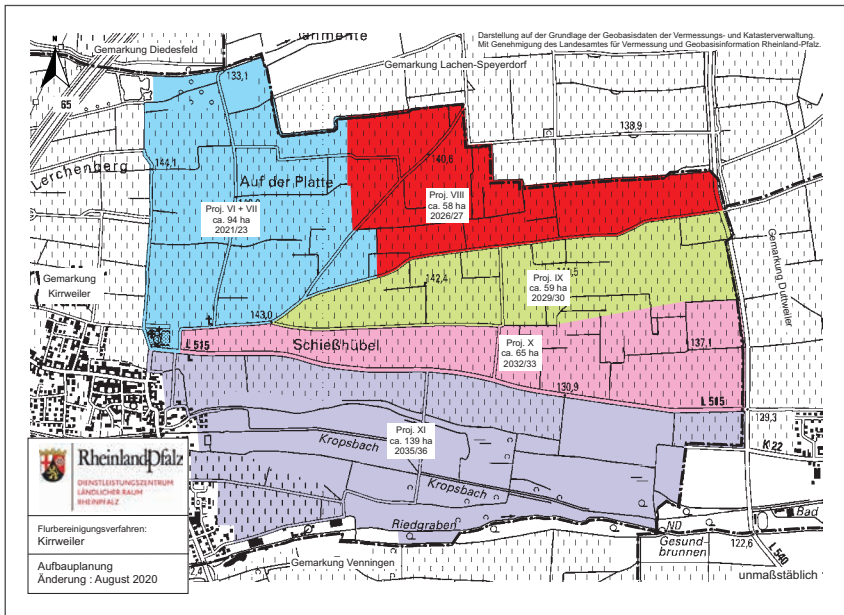 Darstellung auf der Grundlage der Geobasisdaten der Vermessungs- und Katasterverwaltung.
Mit Genehmigung des Landesamtes für Vermessung und Geobasisinformation Rheinland-Pfalz.
N
Gemarkung Diedesfeld
Gemarkung Lachen-Speyerdorf
133,1
65
138,9
144,1
140,6
Lerchenberg
Auf der Platte
Proj. VI + VII
ca. 94 ha
2021/23
Proj. VIII
ca. 58 ha
2026/27
Gemarkung Duttweiler
Gemarkung
Kirrweiler
142,4
Proj. IX
ca. 59 ha
2029/30
143,0
L 515
Schießhübel
Proj. X
ca. 65 ha
2032/33
137,1
130,9
L 515
129,3
Proj. XI
ca. 139 ha
2035/36
Kropsbach
K 22
RheinlandPfalz
DIENSTLEISTUNGSZENTRUM
LÄNDLICHER RAUM
RHEINPFALZ
Kropsbach
Bad
Riedgraben
ND
Gesund-
brunnen
122,6
L 540
Flurbereinigungsverfahren:
Kirrweiler
Aufbauplanung
Änderung : August 2020
Gemarkung Venningen
unmaßstäblich